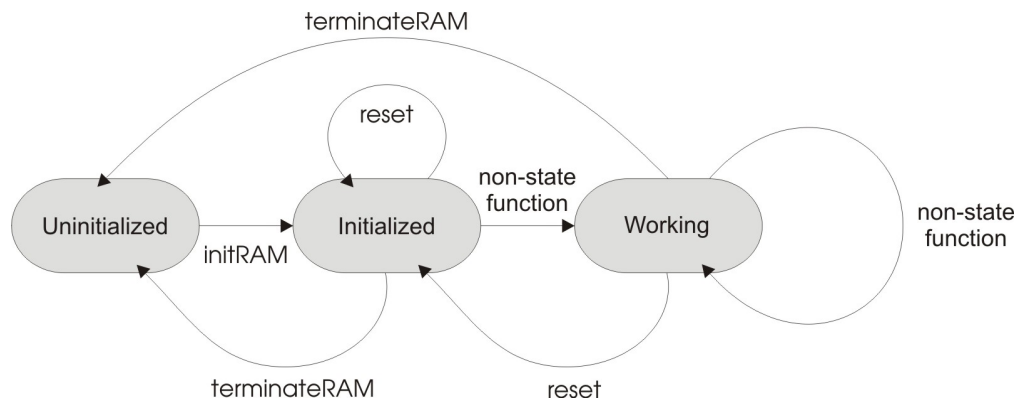 terminateRAM
reset
non-state
function
Uninitialized
Initialized
Working
non-state
function
initRAM
terminateRAM
reset